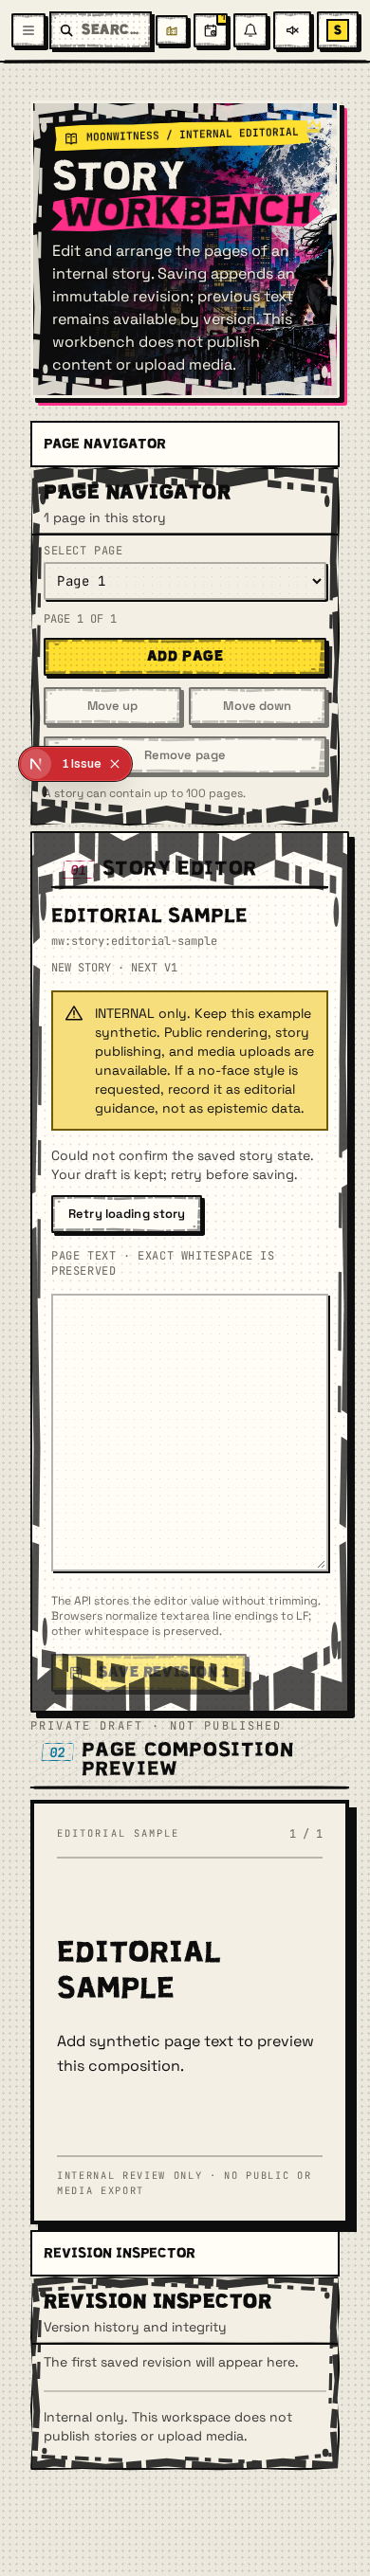 SEARC…
S
MOONWITNESS / INTERNAL EDITORIAL
STORY
WORKBENCH
Edit and arrange the pages of an
internal story. Saving appends an
immutable revision; previous text
remains available by version. This
workbench does not publish
content or upload media.
PAGE NAVIGATOR
PAGE NAVIGATOR
1 page in this story
SELECT PAGE
Page 1
PAGE 1 OF 1
ADD PAGE
Move up Move down
Remove page
1 Issue
A story can contain up to 100 pages.
01 STORY EDITOR
EDITORIAL SAMPLE
mw:story:editorial-sample
NEW STORY · NEXT V1
INTERNAL only. Keep this example
synthetic. Public rendering, story
publishing, and media uploads are
unavailable. If a no-face style is
requested, record it as editorial
guidance, not as epistemic data.
Could not confirm the saved story state.
Your draft is kept; retry before saving.
Retry loading story
PAGE TEXT · EXACT WHITESPACE IS
PRESERVED
The API stores the editor value without trimming.
Browsers normalize textarea line endings to LF;
other whitespace is preserved.
SAVE REVISION 1
PRIVATE DRAFT · NOT PUBLISHED
02 PAGE COMPOSITION
PREVIEW
EDITORIAL SAMPLE 1 / 1
EDITORIAL
SAMPLE
Add synthetic page text to preview
this composition.
INTERNAL REVIEW ONLY · NO PUBLIC OR
MEDIA EXPORT
REVISION INSPECTOR
REVISION INSPECTOR
Version history and integrity
The first saved revision will appear here.
Internal only. This workspace does not
publish stories or upload media.